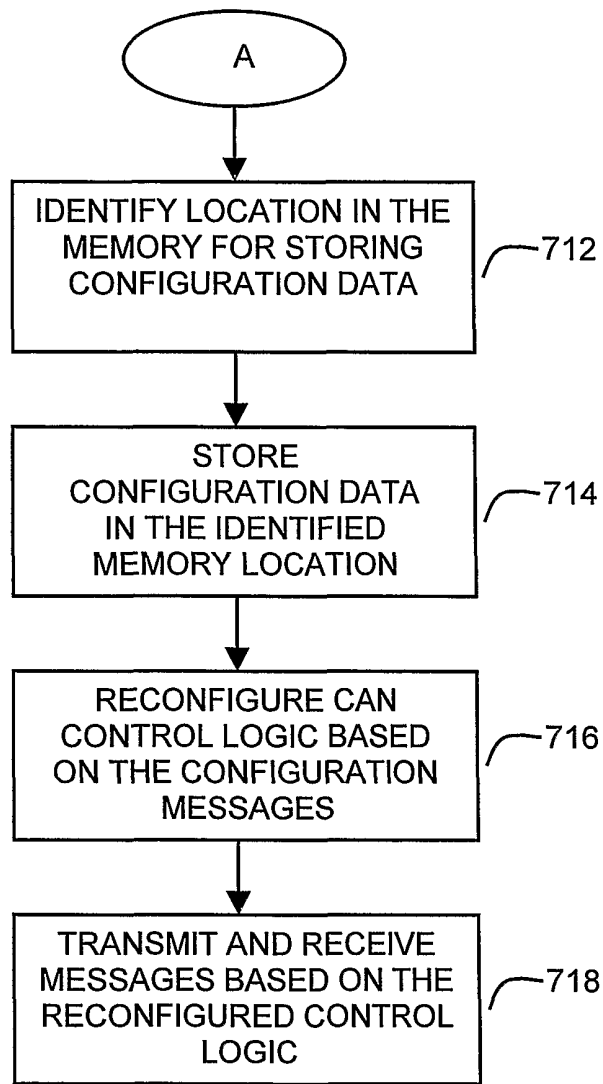 A
IDENTIFY LOCATION IN THE
MEMORY FOR STORING
CONFIGURATION DATA
712
STORE
CONFIGURATION DATA
IN THE IDENTIFIED
MEMORY LOCATION
714
RECONFIGURE CAN
CONTROL LOGIC BASED
ON THE CONFIGURATION
MESSAGES
716
TRANSMIT AND RECEIVE
MESSAGES BASED ON THE
RECONFIGURED CONTROL
LOGIC
718